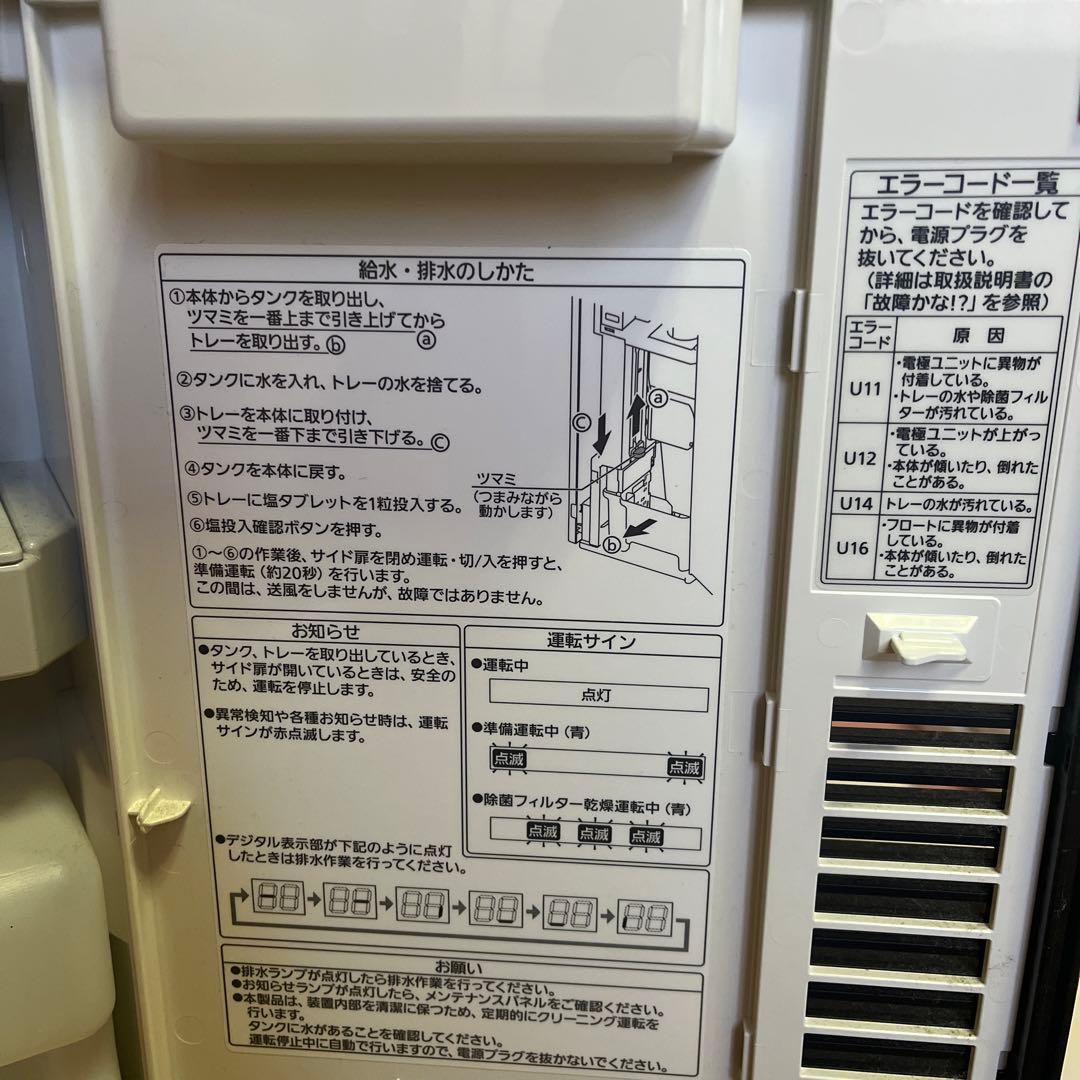 給水・排水のしかた
①本体からタンクを取り出し、
ツマミを一番上まで引き上げてから
ⓐ
トレーを取り出す。ⓑ
②タンクに水を入れ、トレーの水を捨てる。
③トレーを本体に取り付け、
ツマミを一番下まで引き下げる。ⓒ
④タンクを本体に戻す。
⑤トレーに塩タブレットを1粒投入する。
⑥塩投入確認ボタンを押す。
①～⑥の作業後、サイド扉を閉め運転・切/入を押すと、
準備運転(約20秒)を行います。
この間は、送風をしませんが、故障ではありません。
ⓐ
ⓒ
ツマミ
(つまみながら
動かします)
ⓑ
お知らせ
●タンク、トレーを取り出しているとき、
サイド扉が開いているときは、安全の
ため、運転を停止します。
●異常検知や各種お知らせ時は、運転
サインが赤点滅します。
●デジタル表示部が下記のように点灯
したときは排水作業を行ってください。
運転サイン
●運転中
点灯
●準備運転中(青)
点滅 点滅
●除菌フィルター乾燥運転中(青)
点滅 点滅 点滅
お願い
●排水ランプが点灯したら排水作業を行ってください。
●お知らせランプが点灯したら、メンテナンスパネルをご確認ください。
●本製品は、装置内部を清潔に保つため、定期的にクリーニング運転を
行います。
タンクに水があることを確認してください。
運転停止中に自動で行いますので、電源プラグを抜かないでください。
エラーコード一覧
エラーコードを確認して
から、電源プラグを
抜いてください。
(詳細は取扱説明書の
「故障かな!?」を参照)
エラー
コード
原因
U11
・電極ユニットに異物が
付着している。
・トレーの水や除菌フィル
ターが汚れている。
U12
・電極ユニットが上がっ
ている。
・本体が傾いたり、倒れた
ことがある。
U14
トレーの水が汚れている。
U16
・フロートに異物が付着
している。
・本体が傾いたり、倒れた
ことがある。